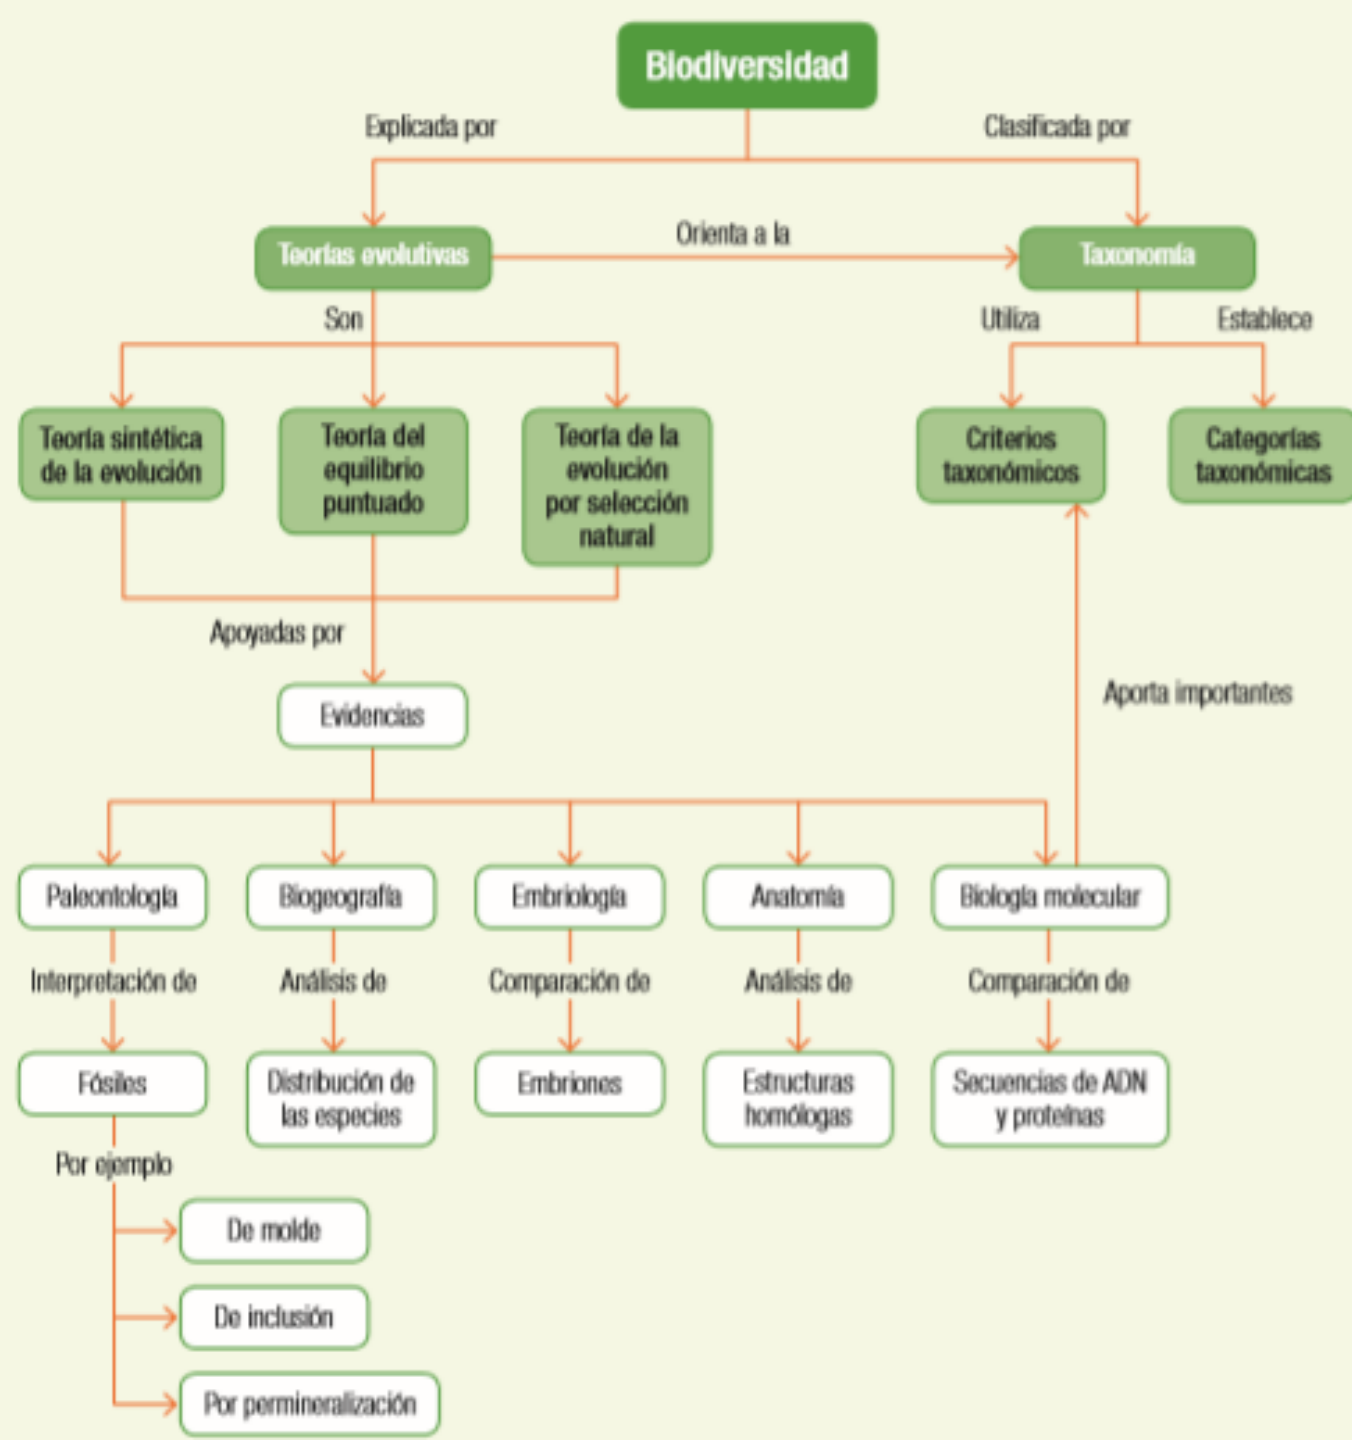 Biodiversidad
Explicada por
Clasificada por
Teorías evolutivas
Orienta a la
Taxonomía
Son
Utiliza
Establece
Teoría sintética
de la evolución
Teoría del
equilibrio
puntuado
Teoría de la
evolución
por selección
natural
Criterios
taxonómicos
Categorías
taxonómicas
Apoyadas por
Evidencias
Aporta importantes
Paleontología
Biogeografía
Embriología
Anatomía
Biología molecular
Interpretación de
Análisis de
Comparación de
Análisis de
Comparación de
Fósiles
Distribución de
las especies
Embriones
Estructuras
homólogas
Secuencias de ADN
y proteínas
Por ejemplo
De molde
De inclusión
Por permineralización